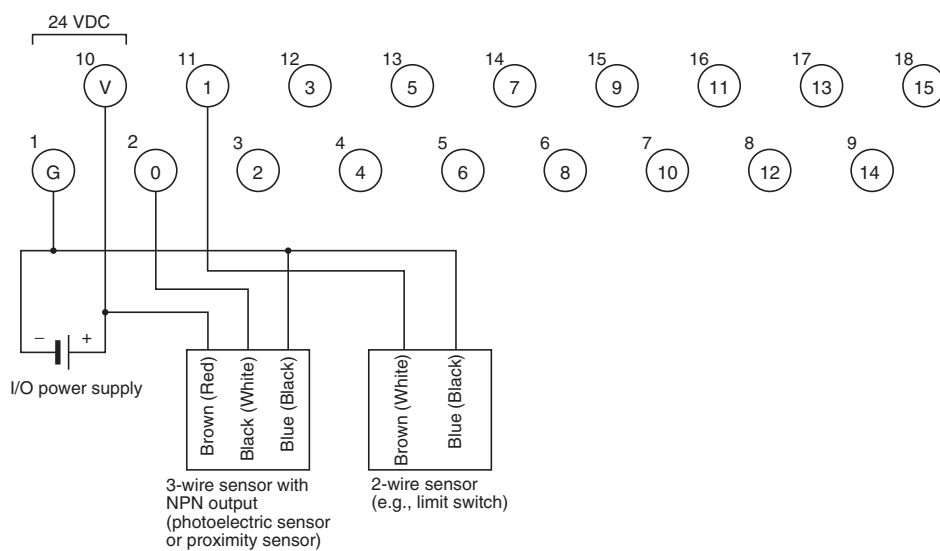 24 VDC
10 11 12 13 14 15 16 17 18
V 1 3 5 7 9 11 13 15
1 2 3 4 5 6 7 8 9
G 0 2 4 6 8 10 12 14
− +
I/O power supply
Brown (Red)
Black (White)
Blue (Black)
Brown (White)
Blue (Black)
3-wire sensor with
NPN output
(photoelectric sensor
or proximity sensor)
2-wire sensor
(e.g., limit switch)